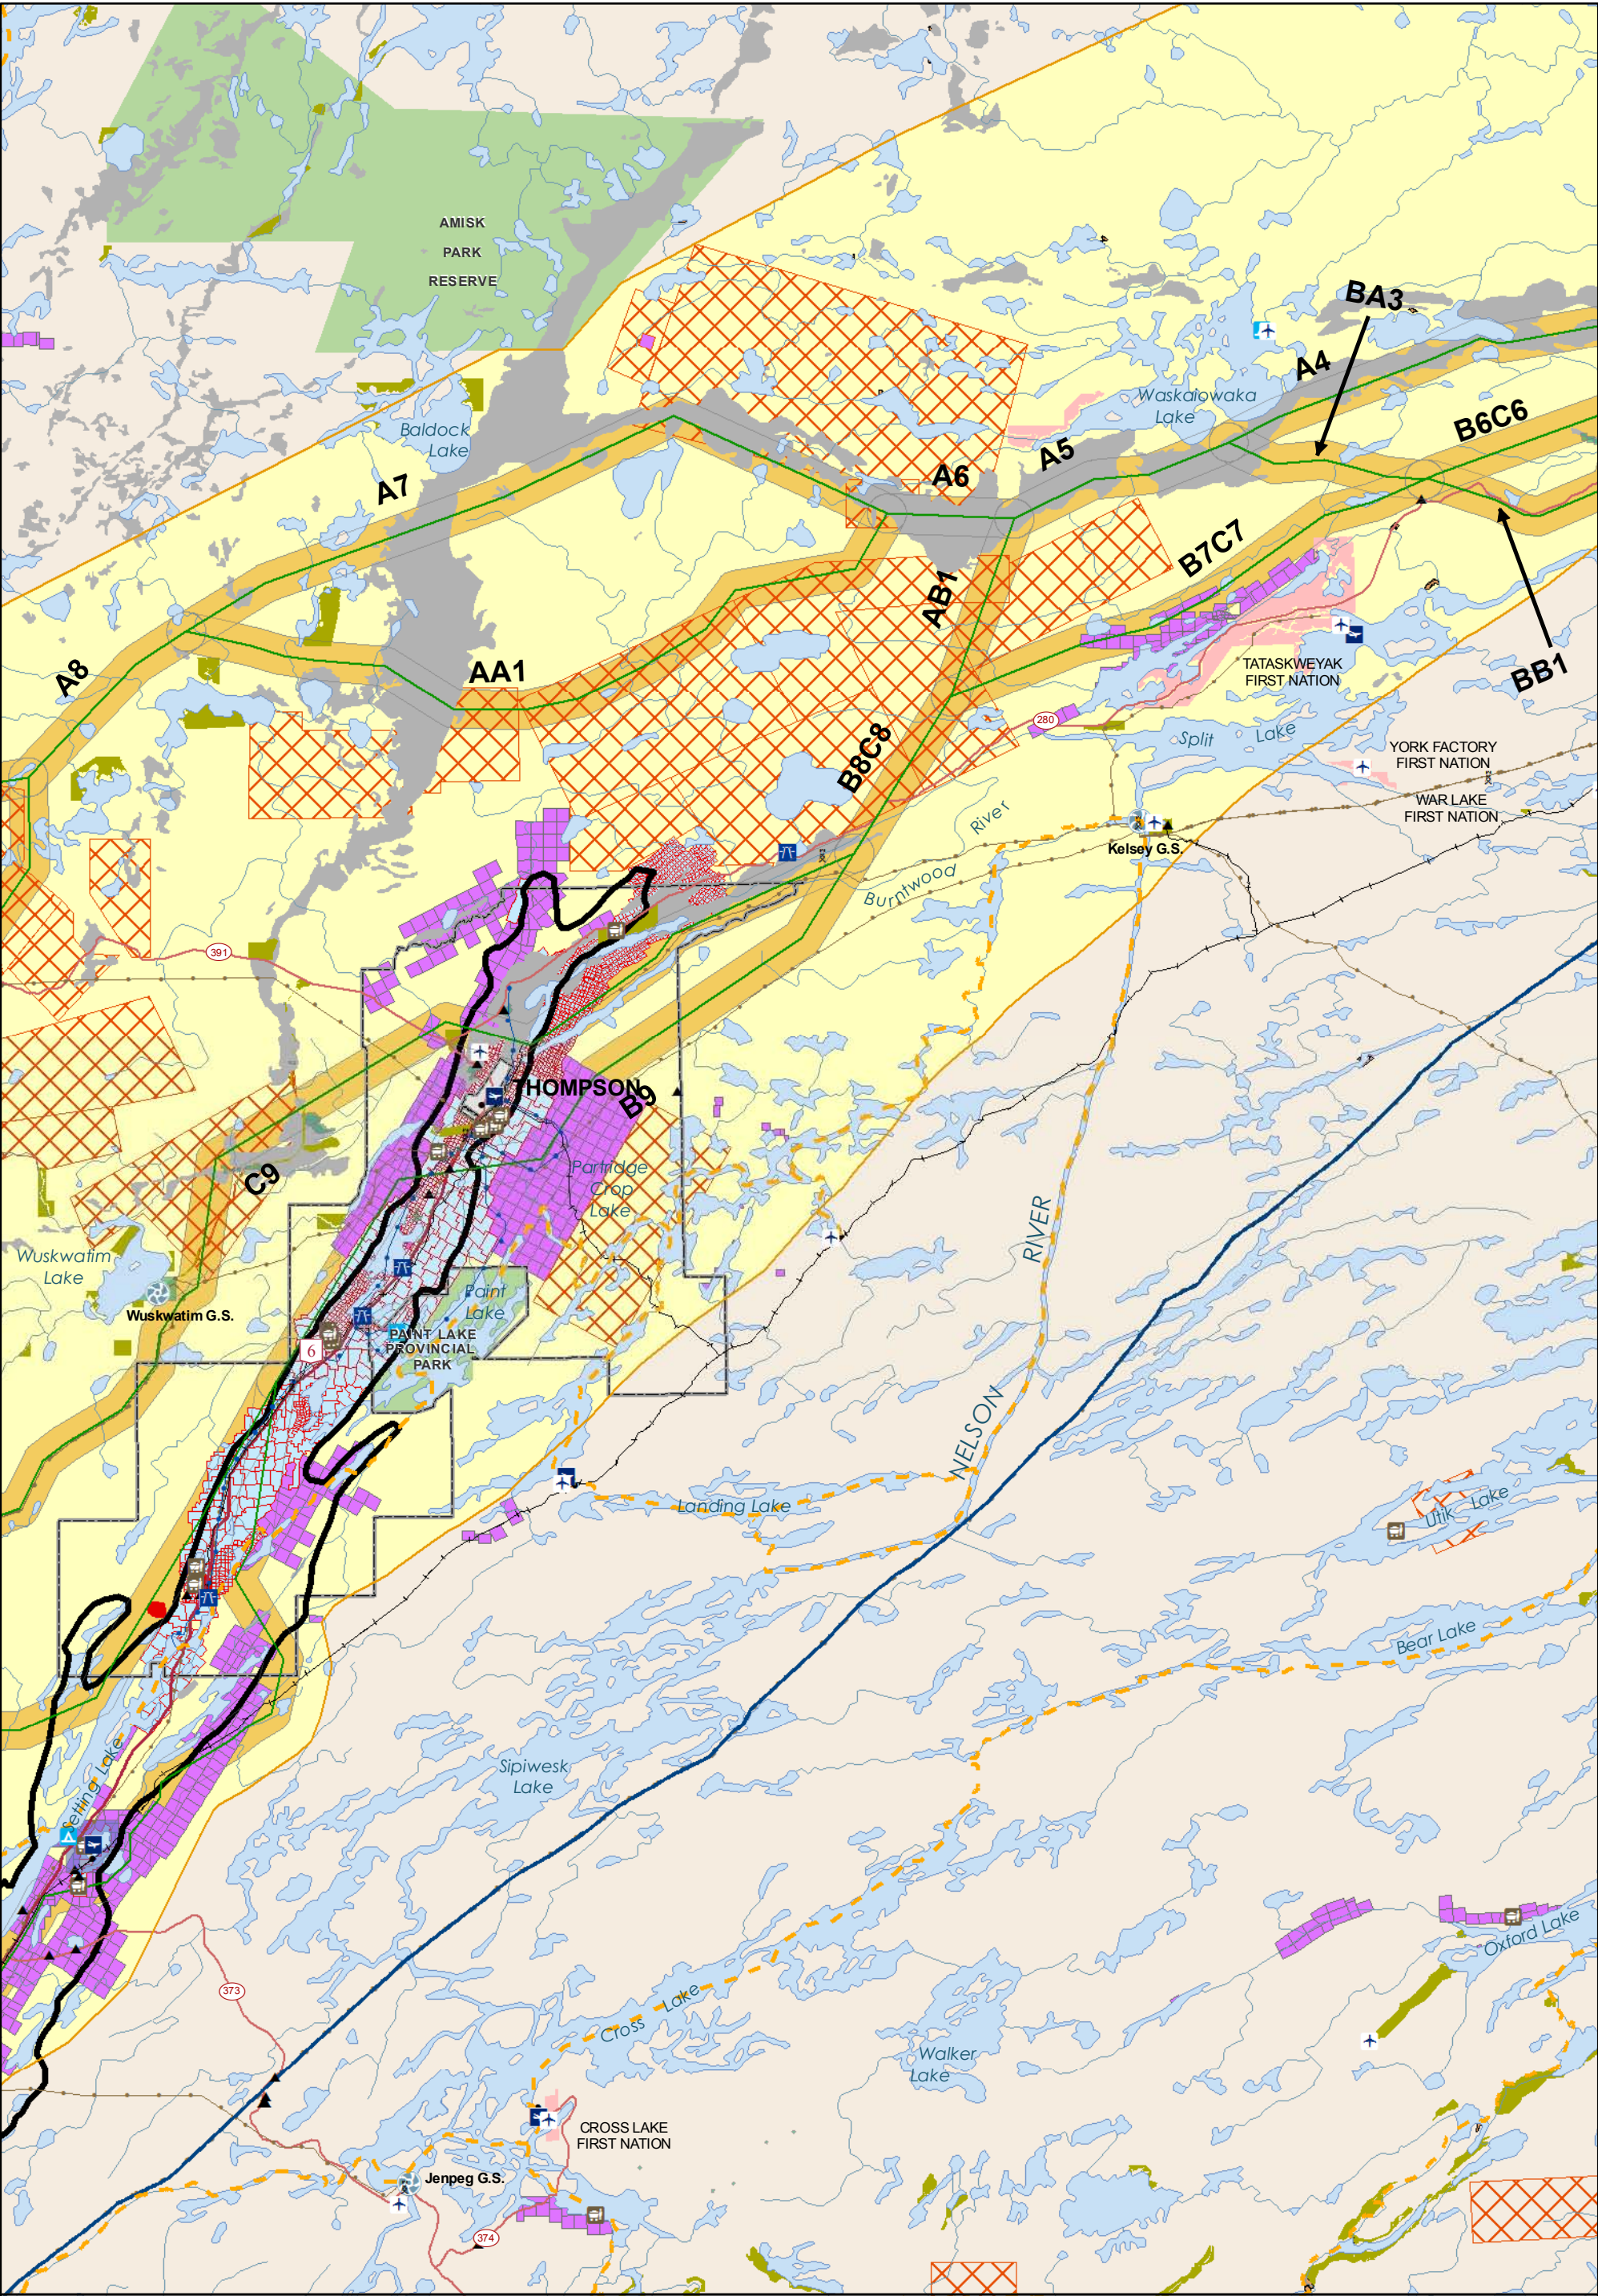 AMISK
PARK
RESERVE
BA3
A4
Waskaiowaka
Lake
B6C6
Baldock
Lake
A5
A6
A7
B7C7
AB1
TATASKWEYAK
FIRST NATION
BB1
A8
AA1
280
Split Lake
B8C8
YORK FACTORY
FIRST NATION
WAR LAKE
FIRST NATION
River
Kelsey G.S.
Burntwood
391
THOMPSON
B9
C9
Partridge
Crop
Lake
RIVER
Wuskwatim
Lake
Wuskwatim G.S.
Paint
Lake
PAINT LAKE
PROVINCIAL
PARK
6
NELSON
Landing Lake
Utik Lake
Bear Lake
Setting Lake
Sipiwesk
Lake
Oxford Lake
373
Cross Lake
Walker
Lake
CROSS LAKE
FIRST NATION
Jenpeg G.S.
374